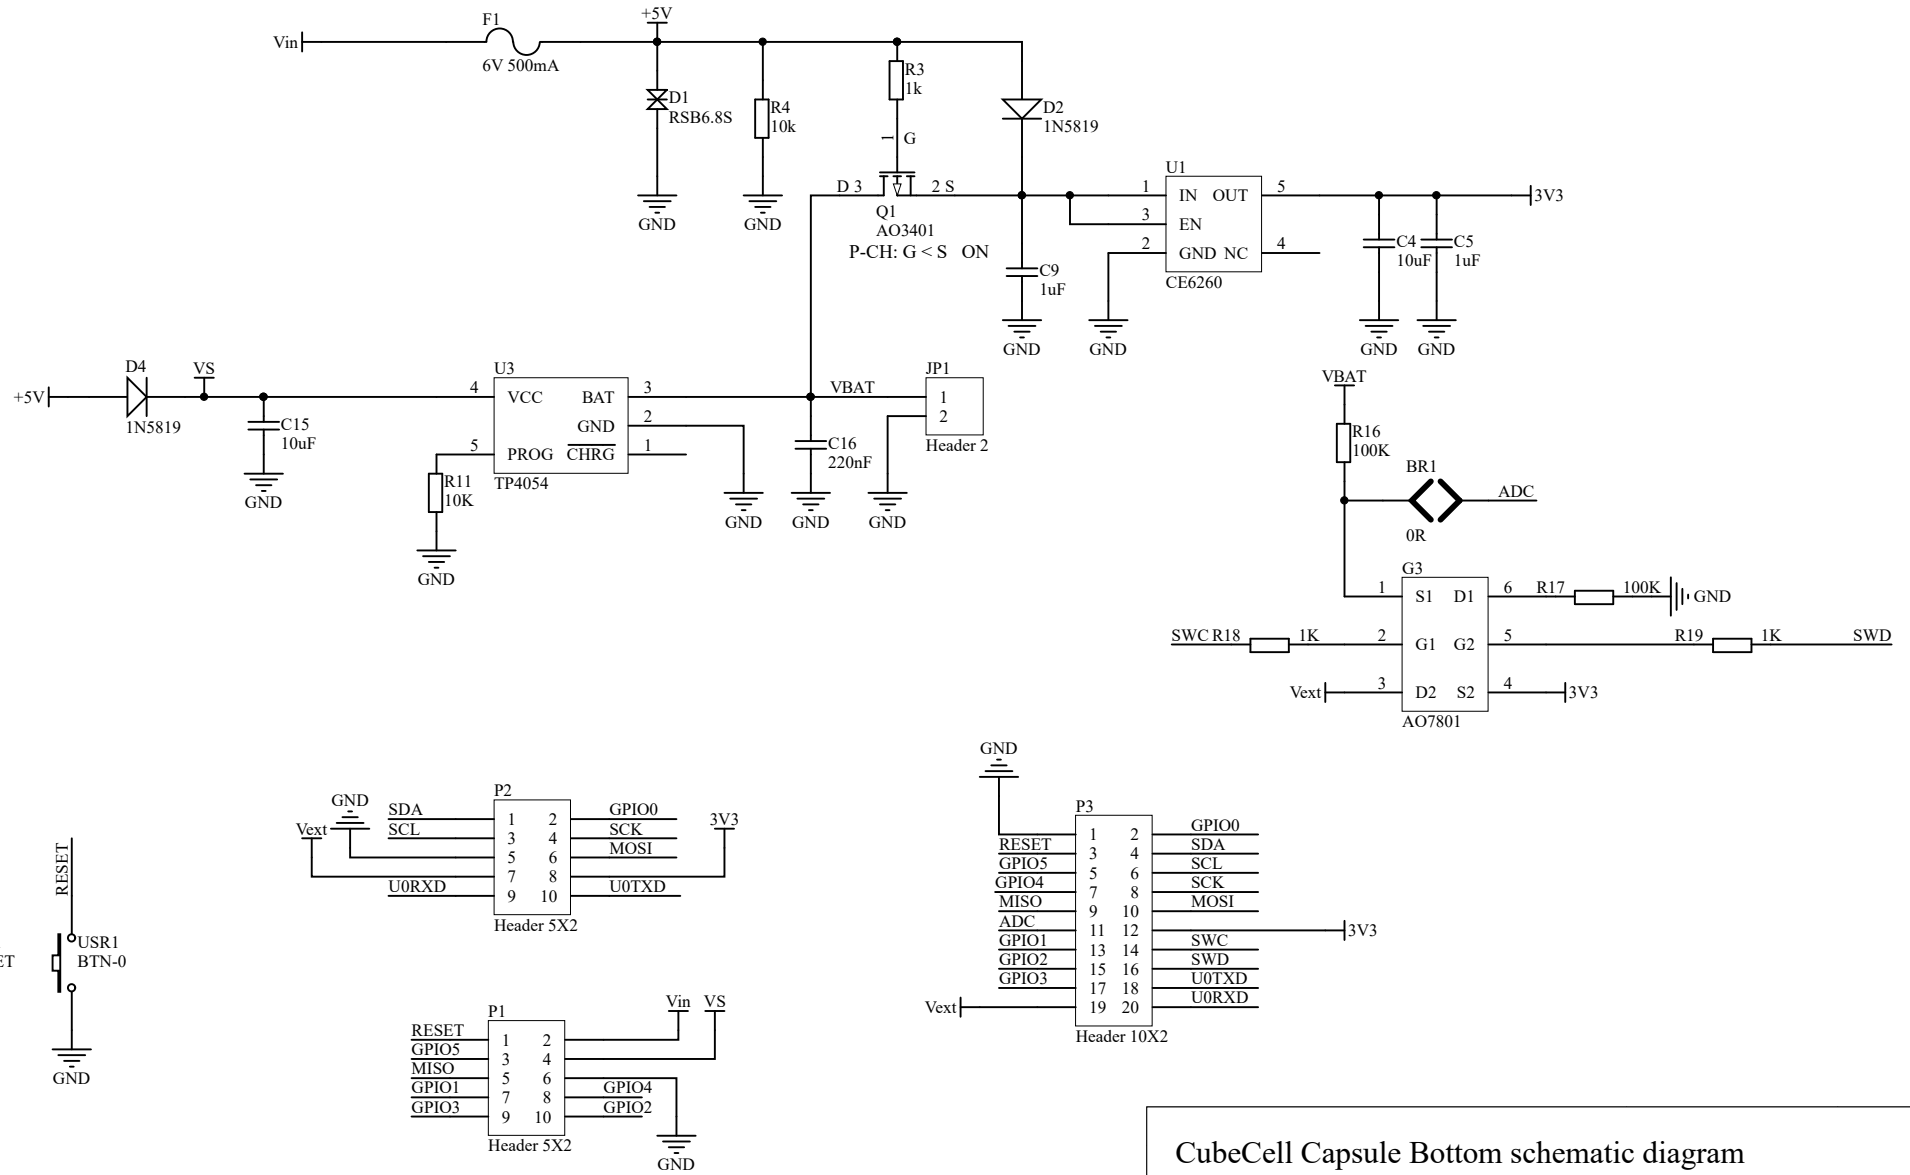 F1
6V 500mA
Vin
+5V
D1
RSB6.8S
R4
10k
R3
1k
1 G
D2
1N5819
D 3
2 S
Q1
AO3401
P-CH: G < S ON
C9
1uF
U1
1 IN OUT 5
3 EN
2 GND NC 4
CE6260
3V3
C4
10uF
C5
1uF
GND
GND
GND
GND
GND
GND
D4
+5V
1N5819
VS
C15
10uF
GND
U3
4 VCC BAT 3
GND 2
5 PROG CHRG 1
TP4054
R11
10K
GND
VBAT
C16
220nF
JP1
1
2
Header 2
GND
GND
GND
VBAT
R16
100K
BR1
ADC
0R
G3
1 S1 D1 6 R17 100K GND
SWC R18 1K 2 G1 G2 5 R19 1K SWD
Vext 3 D2 S2 4 3V3
AO7801
RESET
USR1
BTN-0
ET
GND
P2
GND
Vext
3V3
SDA 1 2 GPIO0
SCL 3 4 SCK
5 6 MOSI
7 8
U0RXD 9 10 U0TXD
Header 5X2
P1
Vin VS
RESET 1 2
GPIO5 3 4
MISO 5 6
GPIO1 7 8 GPIO4
GPIO3 9 10 GPIO2
Header 5X2
GND
GND
P3
1 2 GPIO0
RESET 3 4 SDA
GPIO5 5 6 SCL
GPIO4 7 8 SCK
MISO 9 10 MOSI
ADC 11 12 3V3
GPIO1 13 14 SWC
GPIO2 15 16 SWD
GPIO3 17 18 U0TXD
Vext 19 20 U0RXD
Header 10X2
CubeCell Capsule Bottom schematic diagram